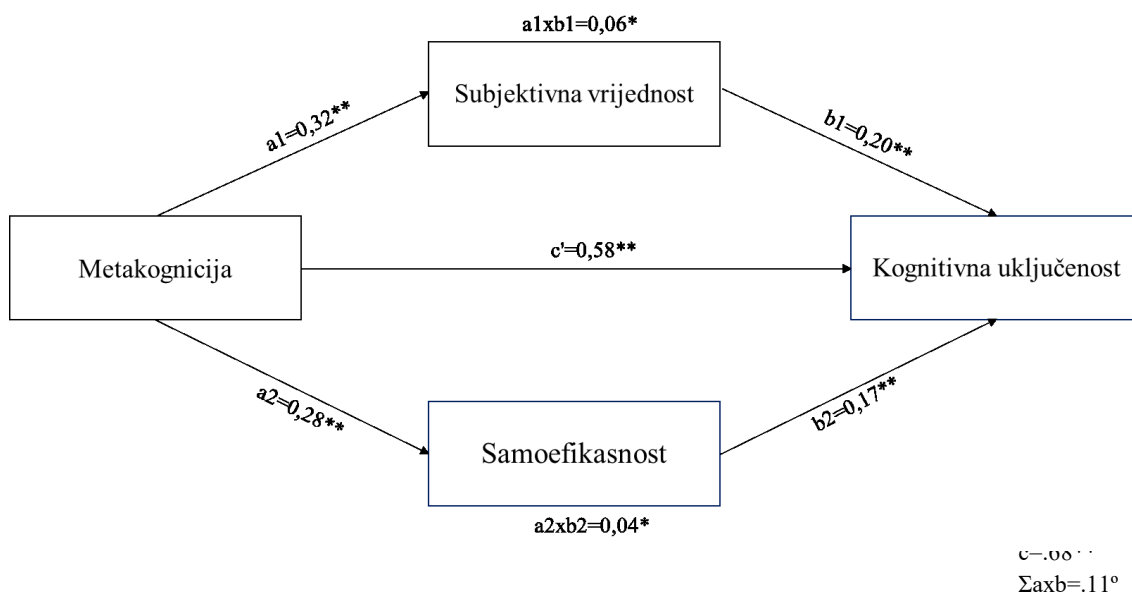 a1xb1=0,06*
Subjektivna vrijednost
a1=0,32**
b1=0,20**
Metakognicija
c'=0,58**
Kognitivna uključenost
a2=0,28**
b2=0,17**
Samoefikasnost
a2xb2=0,04*
Σaxb=.11º